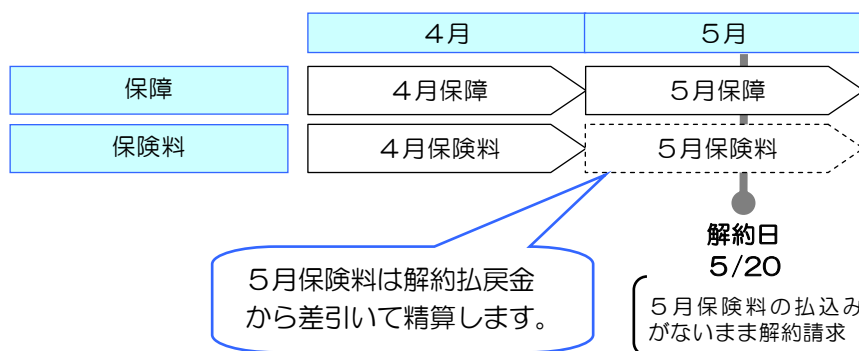 ４月
５月
保障
４月保障
５月保障
保険料
４月保険料
５月保険料
解約日
5/20
５月保険料は解約払戻金
から差引いて精算します。
５月保険料の払込み
がないまま解約請求